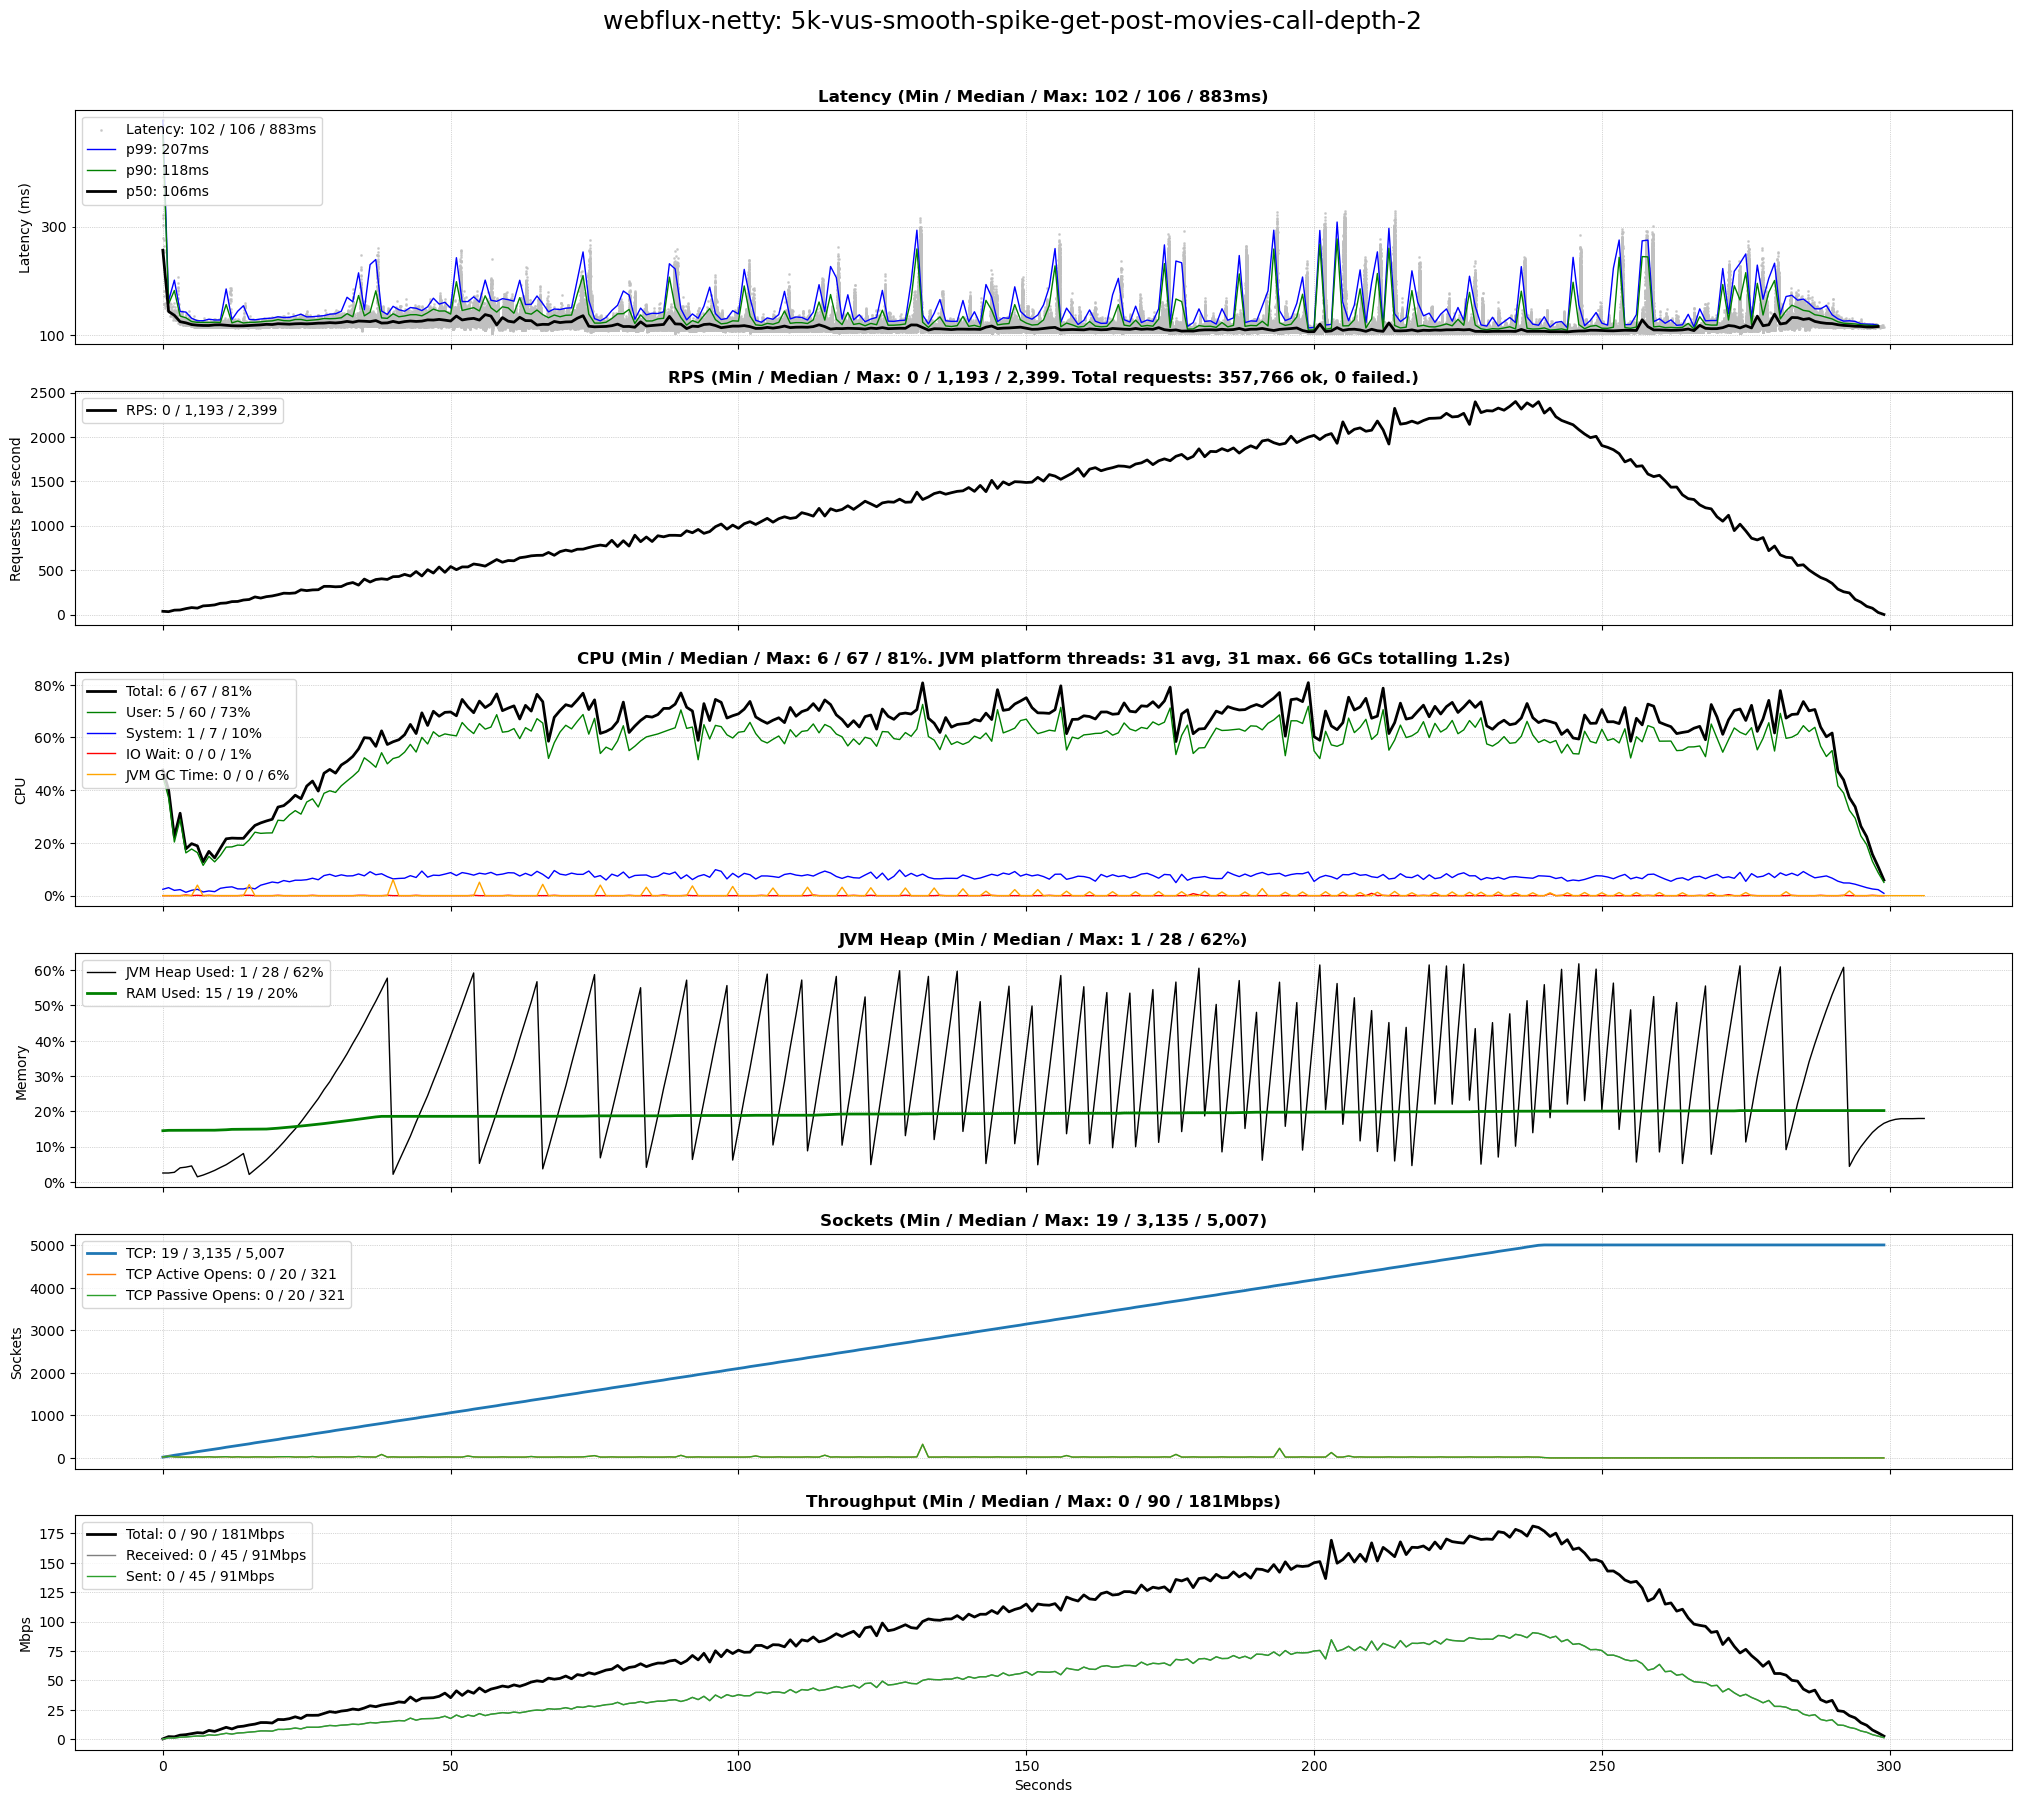 webflux-netty: 5k-vus-smooth-spike-get-post-movies-call-depth-2
Latency (Min / Median / Max: 102 / 106 / 883ms)
Latency: 102 / 106 / 883ms
p99: 207ms
p90: 118ms
p50: 106ms
Latency (ms)
300
100
RPS (Min / Median / Max: 0 / 1,193 / 2,399. Total requests: 357,766 ok, 0 failed.)
RPS: 0 / 1,193 / 2,399
Requests per second
2500
2000
1500
1000
500
0
CPU (Min / Median / Max: 6 / 67 / 81%. JVM platform threads: 31 avg, 31 max. 66 GCs totalling 1.2s)
Total: 6 / 67 / 81%
User: 5 / 60 / 73%
System: 1 / 7 / 10%
IO Wait: 0 / 0 / 1%
JVM GC Time: 0 / 0 / 6%
CPU
80%
60%
40%
20%
0%
JVM Heap (Min / Median / Max: 1 / 28 / 62%)
JVM Heap Used: 1 / 28 / 62%
RAM Used: 15 / 19 / 20%
Memory
60%
50%
40%
30%
20%
10%
0%
Sockets (Min / Median / Max: 19 / 3,135 / 5,007)
TCP: 19 / 3,135 / 5,007
TCP Active Opens: 0 / 20 / 321
TCP Passive Opens: 0 / 20 / 321
Sockets
5000
4000
3000
2000
1000
0
Throughput (Min / Median / Max: 0 / 90 / 181Mbps)
Total: 0 / 90 / 181Mbps
Received: 0 / 45 / 91Mbps
Sent: 0 / 45 / 91Mbps
Mbps
175
150
125
100
75
50
25
0
0 50 100 150 200 250 300
Seconds